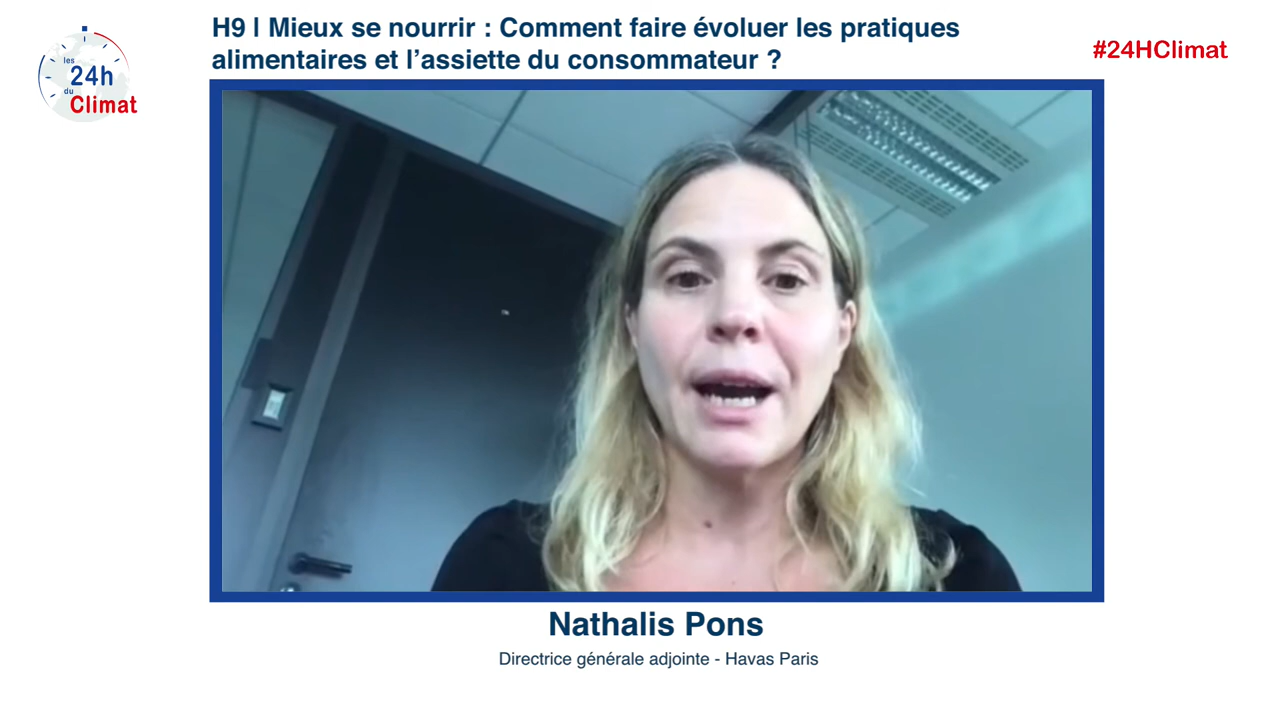 H9 | Mieux se nourrir : Comment faire évoluer les pratiques
alimentaires et l’assiette du consommateur ?
#24HClimat
les
24h
du
Climat
Nathalis Pons
Directrice générale adjointe - Havas Paris